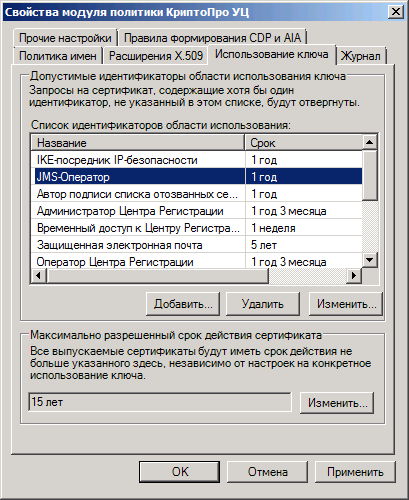 Свойства модуля политики КриптоПро УЦ
Прочие настройки Правила формирования CDP и AIA
Политика имен Расширения X.509 Использование ключа Журнал
Допустимые идентификаторы области использования ключа
Запросы на сертификат, содержащие хотя бы один
идентификатор, не указанный в этом списке, будут отвергнуты.
Список идентификаторов области использования:
Название Срок
IKE-посредник IP-безопасности 1 год
JMS-Оператор 1 год
Автор подписи списка отозванных се... 1 год
Администратор Центра Регистрации 1 год 3 месяца
Временный доступ к Центру Регистра... 1 неделя
Защищенная электронная почта 5 лет
Оператор Центра Регистрации 1 год 3 месяца
Добавить... Удалить Изменить...
Максимально разрешенный срок действия сертификата
Все выпускаемые сертификаты будут иметь срок действия не
больше указанного здесь, независимо от настроек на конкретное
использование ключа.
15 лет Изменить...
OK Отмена Применить